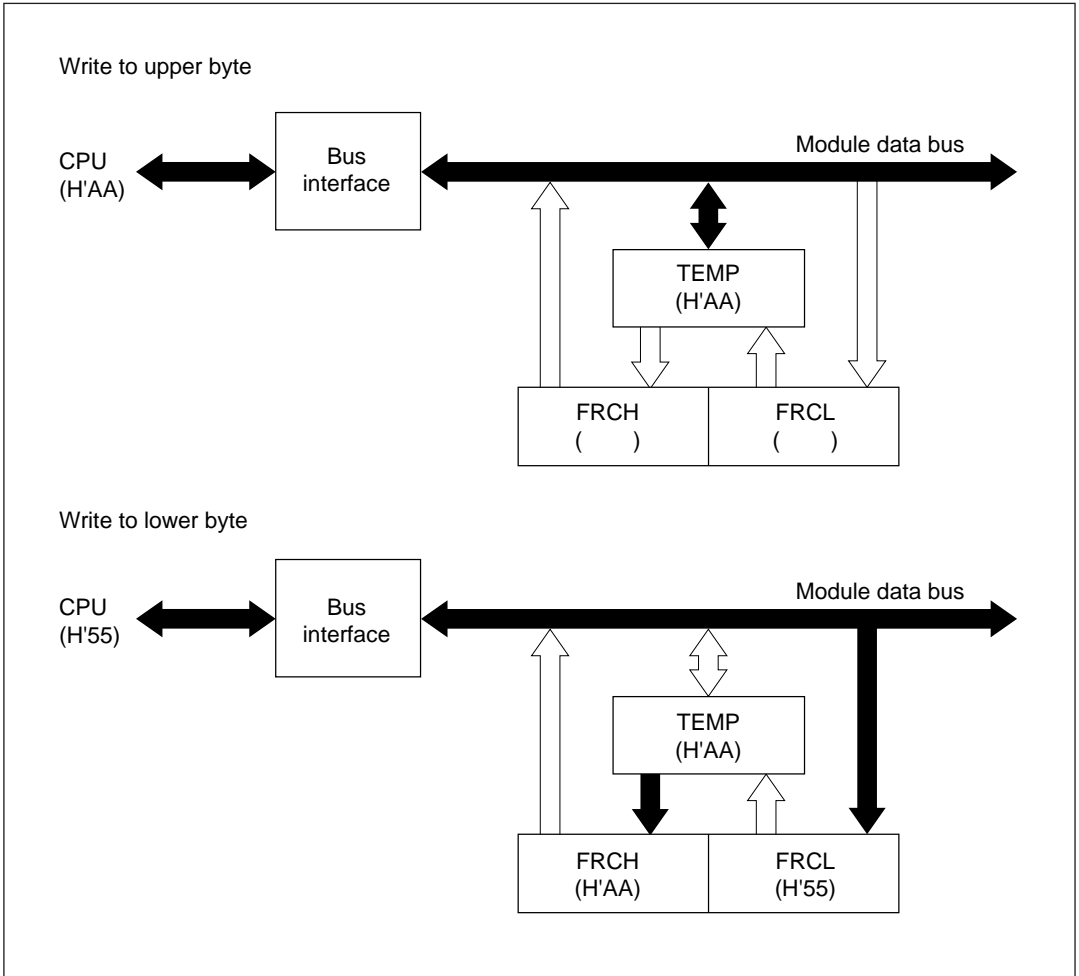 Write to upper byte
CPU
(H'AA)
Bus
interface
Module data bus
TEMP
(H'AA)
FRCH
(   )
FRCL
(   )
Write to lower byte
CPU
(H'55)
Bus
interface
Module data bus
TEMP
(H'AA)
FRCH
(H'AA)
FRCL
(H'55)